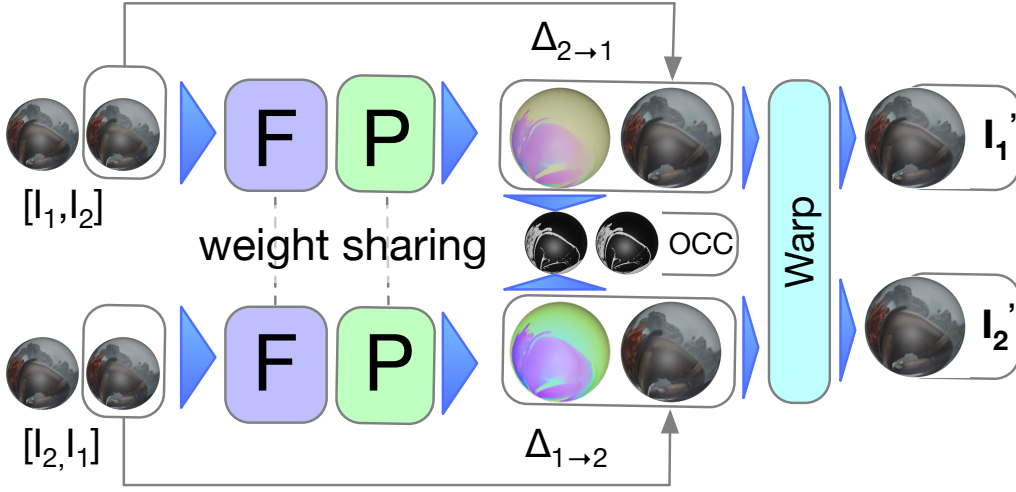 Δ2→1
F P
I1'
[I1,I2]
weight sharing
OCC
Warp
F P
I2'
[I2,I1]
Δ1→2